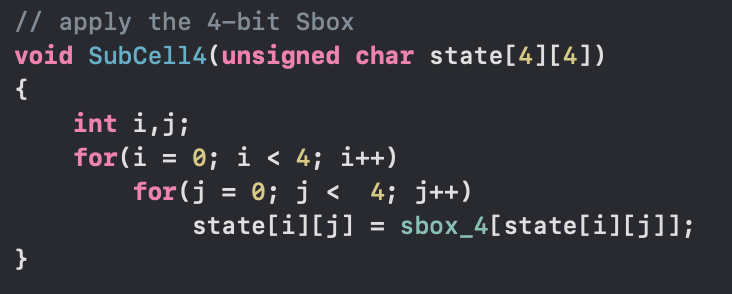 // apply the 4-bit Sbox
void SubCell4(unsigned char state[4][4])
{
    int i,j;
    for(i = 0; i < 4; i++)
        for(j = 0; j <  4; j++)
            state[i][j] = sbox_4[state[i][j]];
}